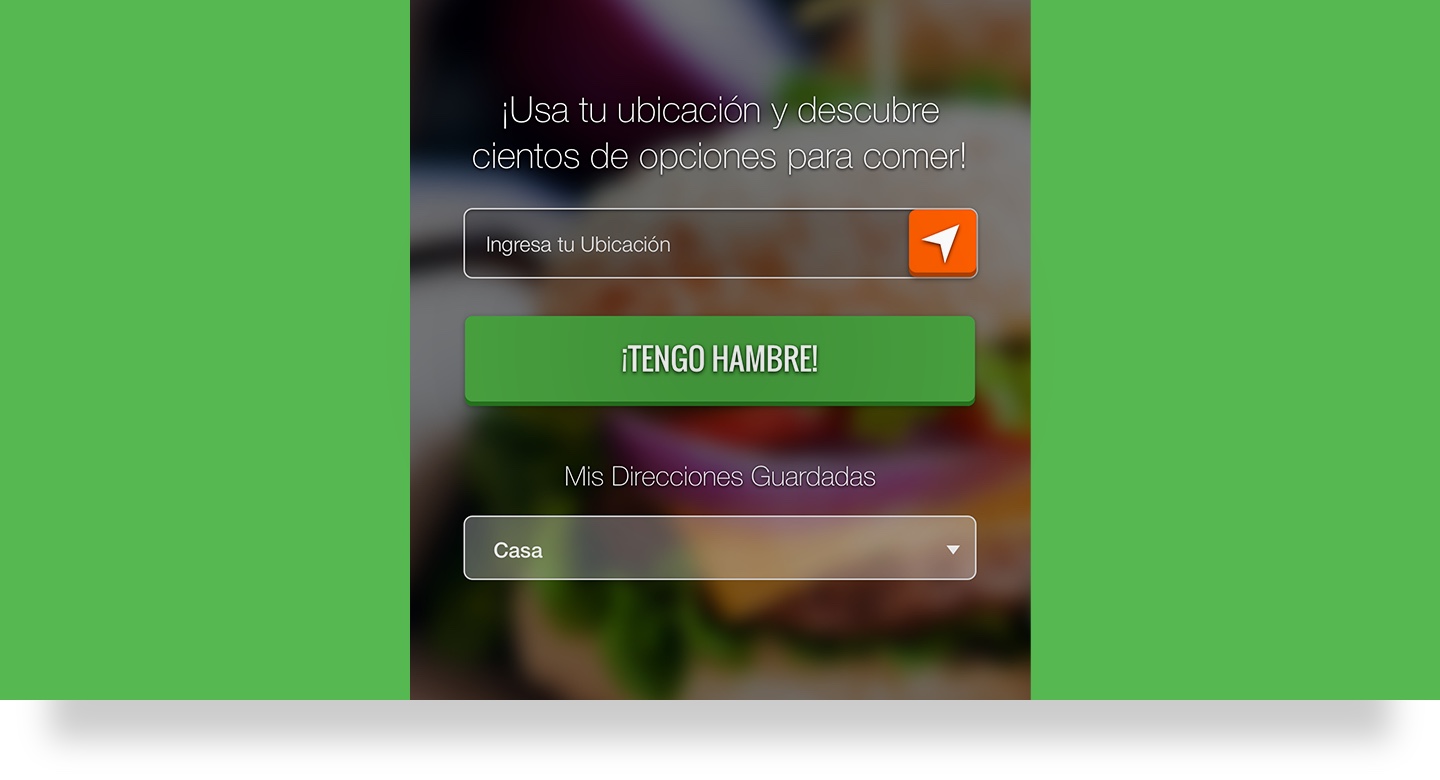 ¡Usa tu ubicación y descubre
cientos de opciones para comer!
Ingresa tu Ubicación
¡TENGO HAMBRE!
Mis Direcciones Guardadas
Casa